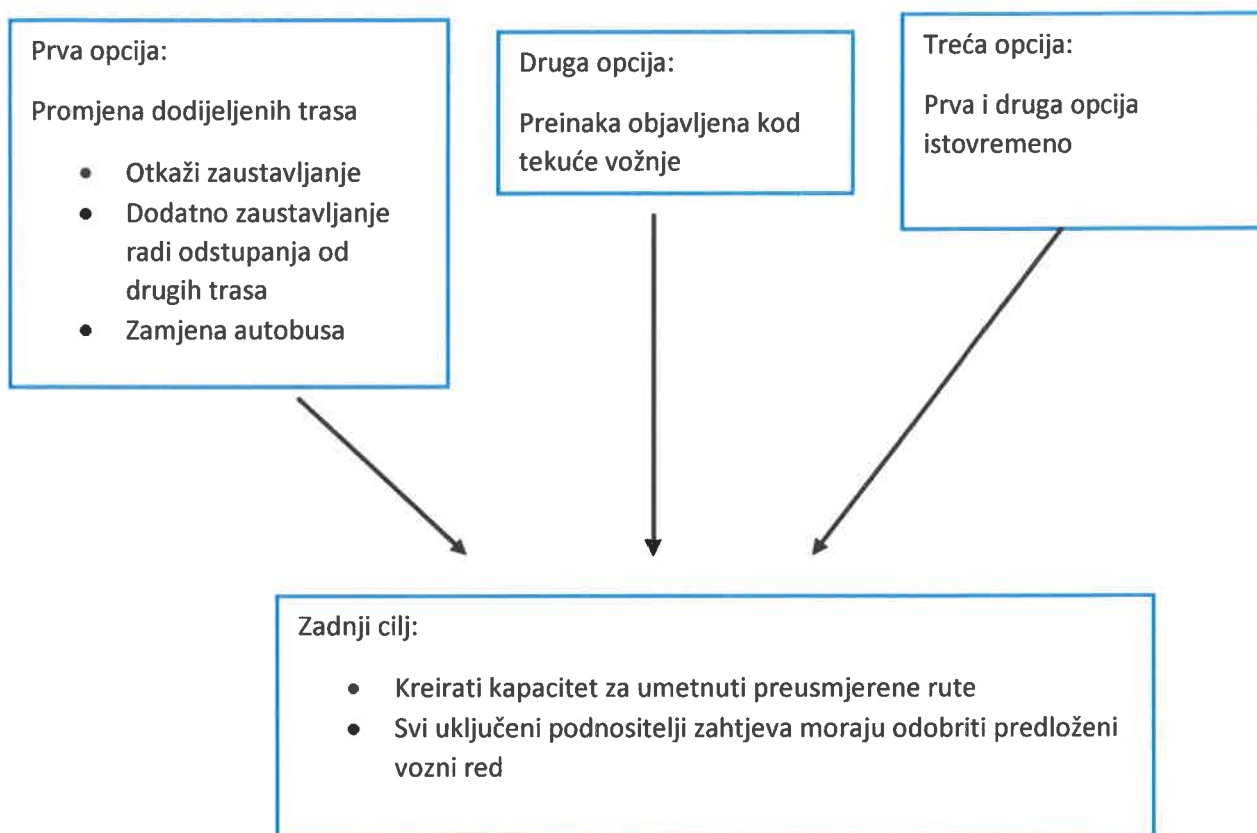 Prva opcija:
Promjena dodijeljenih trasa
● Otkaži zaustavljanje
● Dodatno zaustavljanje
radi odstupanja od
drugih trasa
● Zamjena autobusa
Druga opcija:
Preinaka objavljena kod
tekuće vožnje
Treća opcija:
Prva i druga opcija
istovremeno
Zadnji cilj:
● Kreirati kapacitet za umetnuti preusmjerene rute
● Svi uključeni podnositelji zahtjeva moraju odobriti predloženi
vozni red